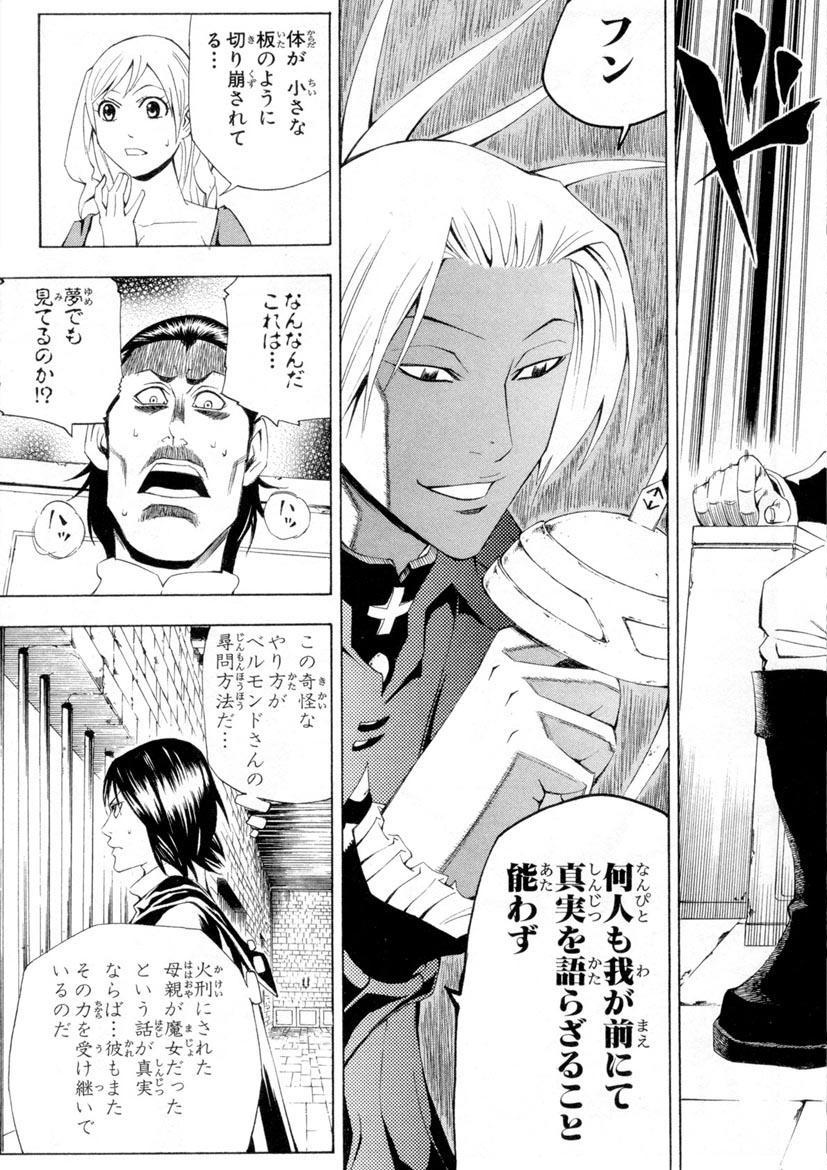 ド
フン
何人も我が前にて
真実を語らざること
能わず
体が 小さな
板のように
切り崩されて
る…
なんなんだ
これは…
夢でも
見てるのか!?
ハッ
ハッ
この奇怪な
やり方が
ベルモンドさんの
尋問方法だ…
火刑にされた
母親が魔女だった
という話が真実
ならば…彼もまた
その力を受け継いで
いるのだ